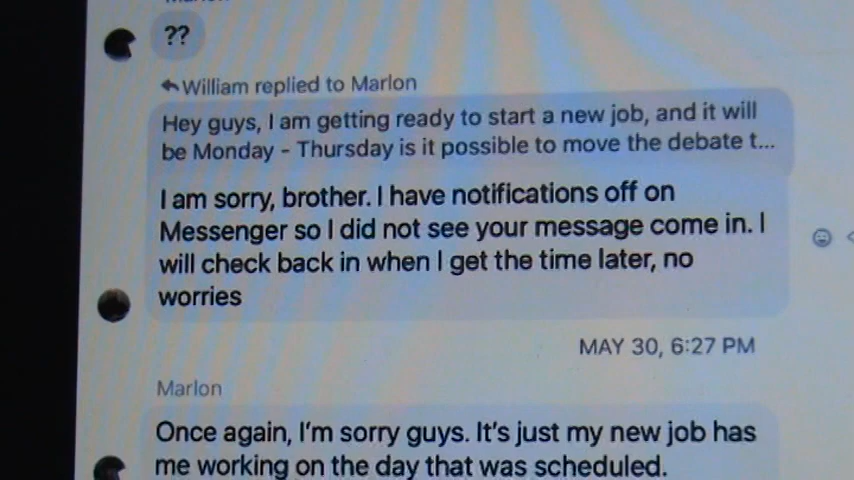 ??
William replied to Marlon
Hey guys, I am getting ready to start a new job, and it will
be Monday - Thursday is it possible to move the debate t...
I am sorry, brother. I have notifications off on
Messenger so I did not see your message come in. I
will check back in when I get the time later, no
worries
MAY 30, 6:27 PM
Marlon
Once again, I'm sorry guys. It's just my new job has
me working on the day that was scheduled.